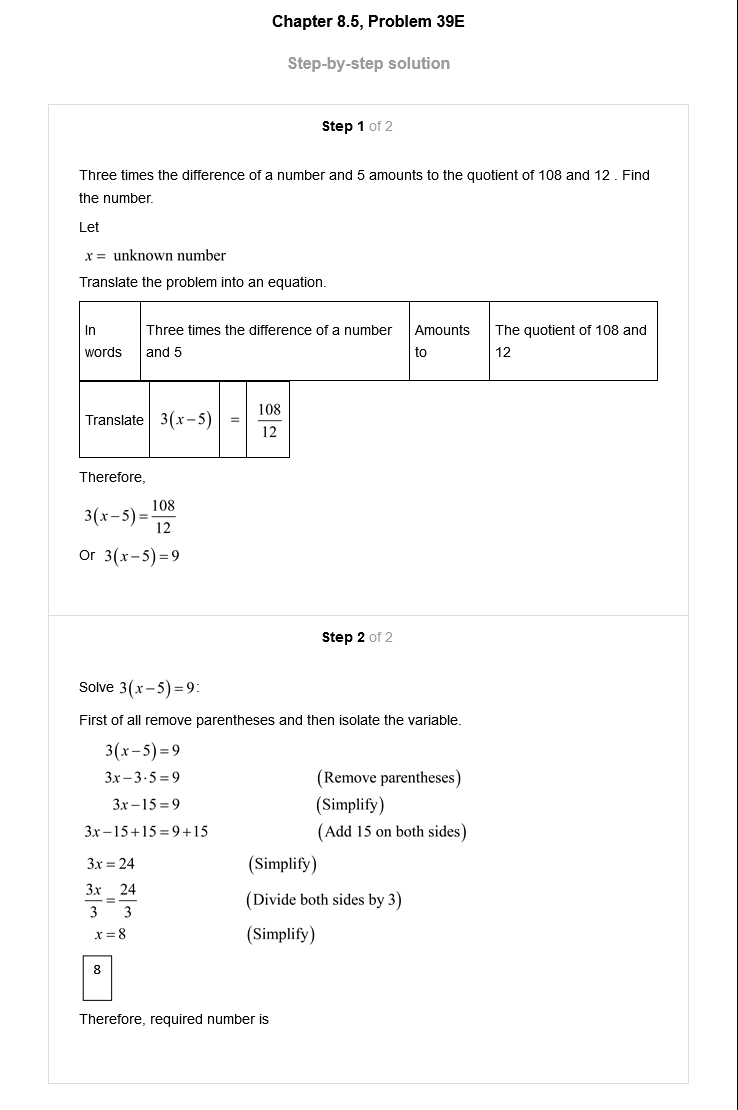 Chapter 8.5, Problem 39E
Step-by-step solution
Step 1 of 2
Three times the difference of a number and 5 amounts to the quotient of 108 and 12 . Find
the number.
Let
x = unknown number
Translate the problem into an equation.
In words | Three times the difference of a number and 5 | Amounts to | The quotient of 108 and 12
Translate | 3(x−5) | = | 108/12
Therefore,
3(x−5)=108/12
Or 3(x−5)=9
Step 2 of 2
Solve 3(x−5)=9:
First of all remove parentheses and then isolate the variable.
3(x−5)=9
3x−3·5=9 (Remove parentheses)
3x−15=9 (Simplify)
3x−15+15=9+15 (Add 15 on both sides)
3x=24 (Simplify)
3x/3=24/3 (Divide both sides by 3)
x=8 (Simplify)
8
Therefore, required number is